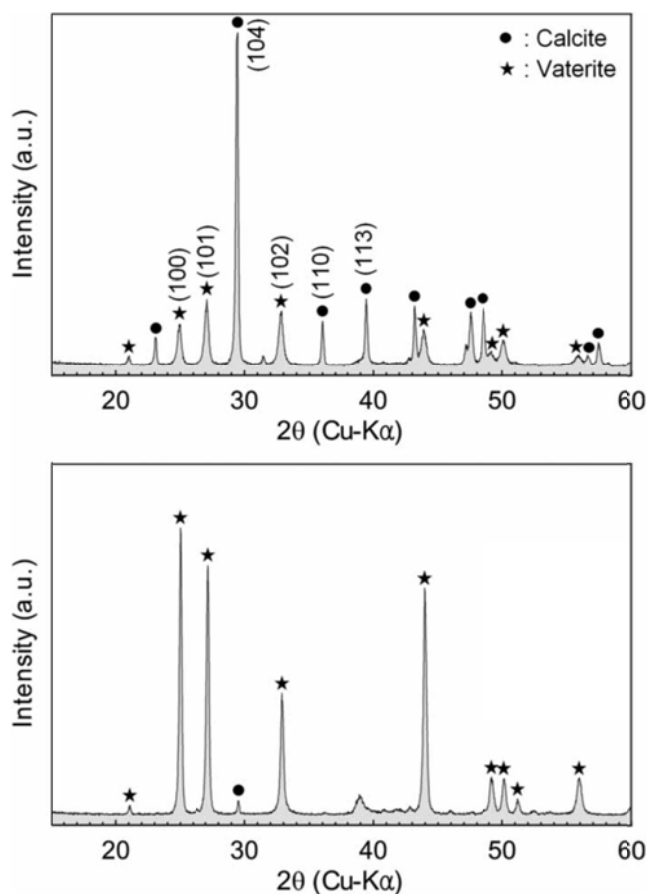 ● : Calcite
★ : Vaterite
(104)
(100)
(101)
(102)
(110)
(113)
Intensity (a.u.)
20 30 40 50 60
2θ (Cu-Kα)
Intensity (a.u.)
20 30 40 50 60
2θ (Cu-Kα)